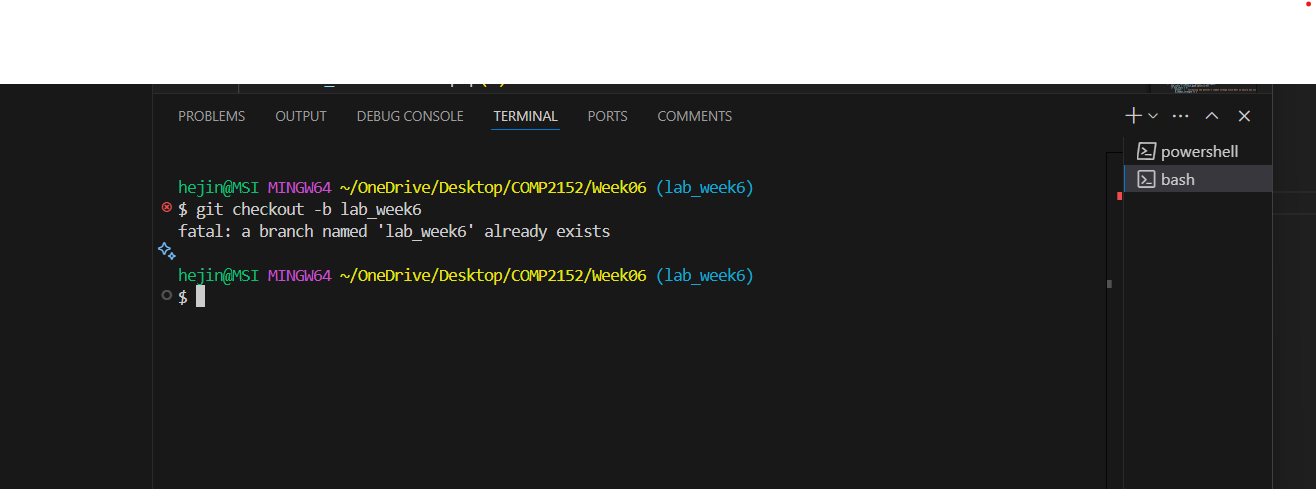 PROBLEMS OUTPUT DEBUG CONSOLE TERMINAL PORTS COMMENTS
powershell
bash
hejin@MSI MINGW64 ~/OneDrive/Desktop/COMP2152/Week06 (lab_week6)
$ git checkout -b lab_week6
fatal: a branch named 'lab_week6' already exists
hejin@MSI MINGW64 ~/OneDrive/Desktop/COMP2152/Week06 (lab_week6)
$